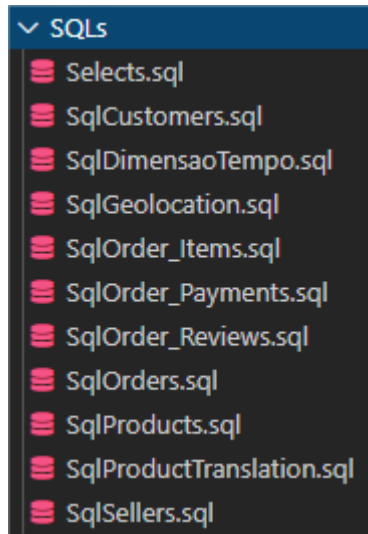 SQLs
Selects.sql
SqlCustomers.sql
SqlDimensaoTempo.sql
SqlGeolocation.sql
SqlOrder_Items.sql
SqlOrder_Payments.sql
SqlOrder_Reviews.sql
SqlOrders.sql
SqlProducts.sql
SqlProductTranslation.sql
SqlSellers.sql